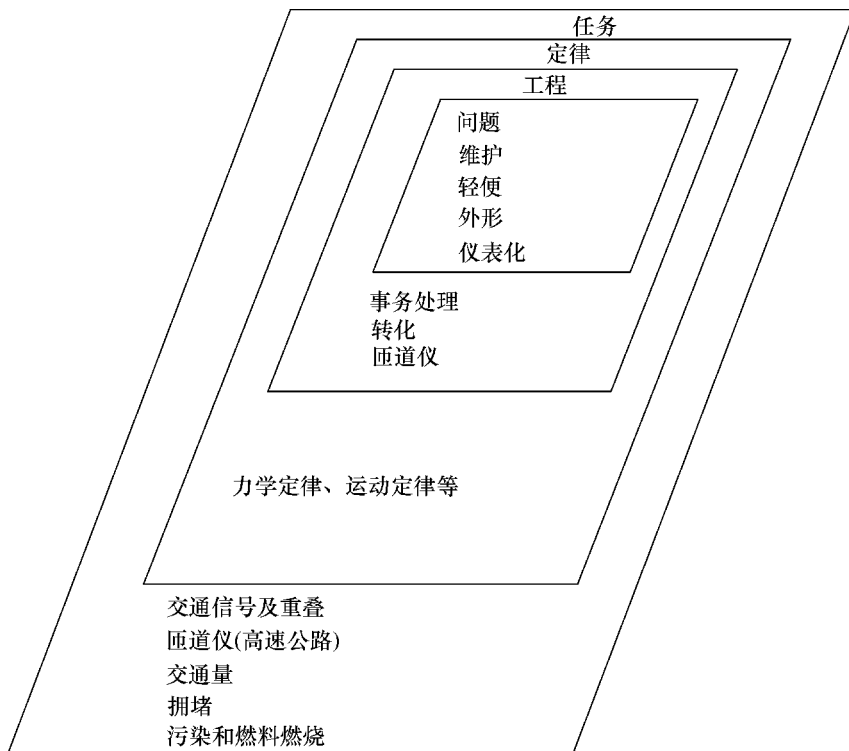 任务
定律
工程
问题
维护
轻便
外形
仪表化
事务处理
转化
匝道仪
力学定律、运动定律等
交通信号及重叠
匝道仪(高速公路)
交通量
拥堵
污染和燃料燃烧